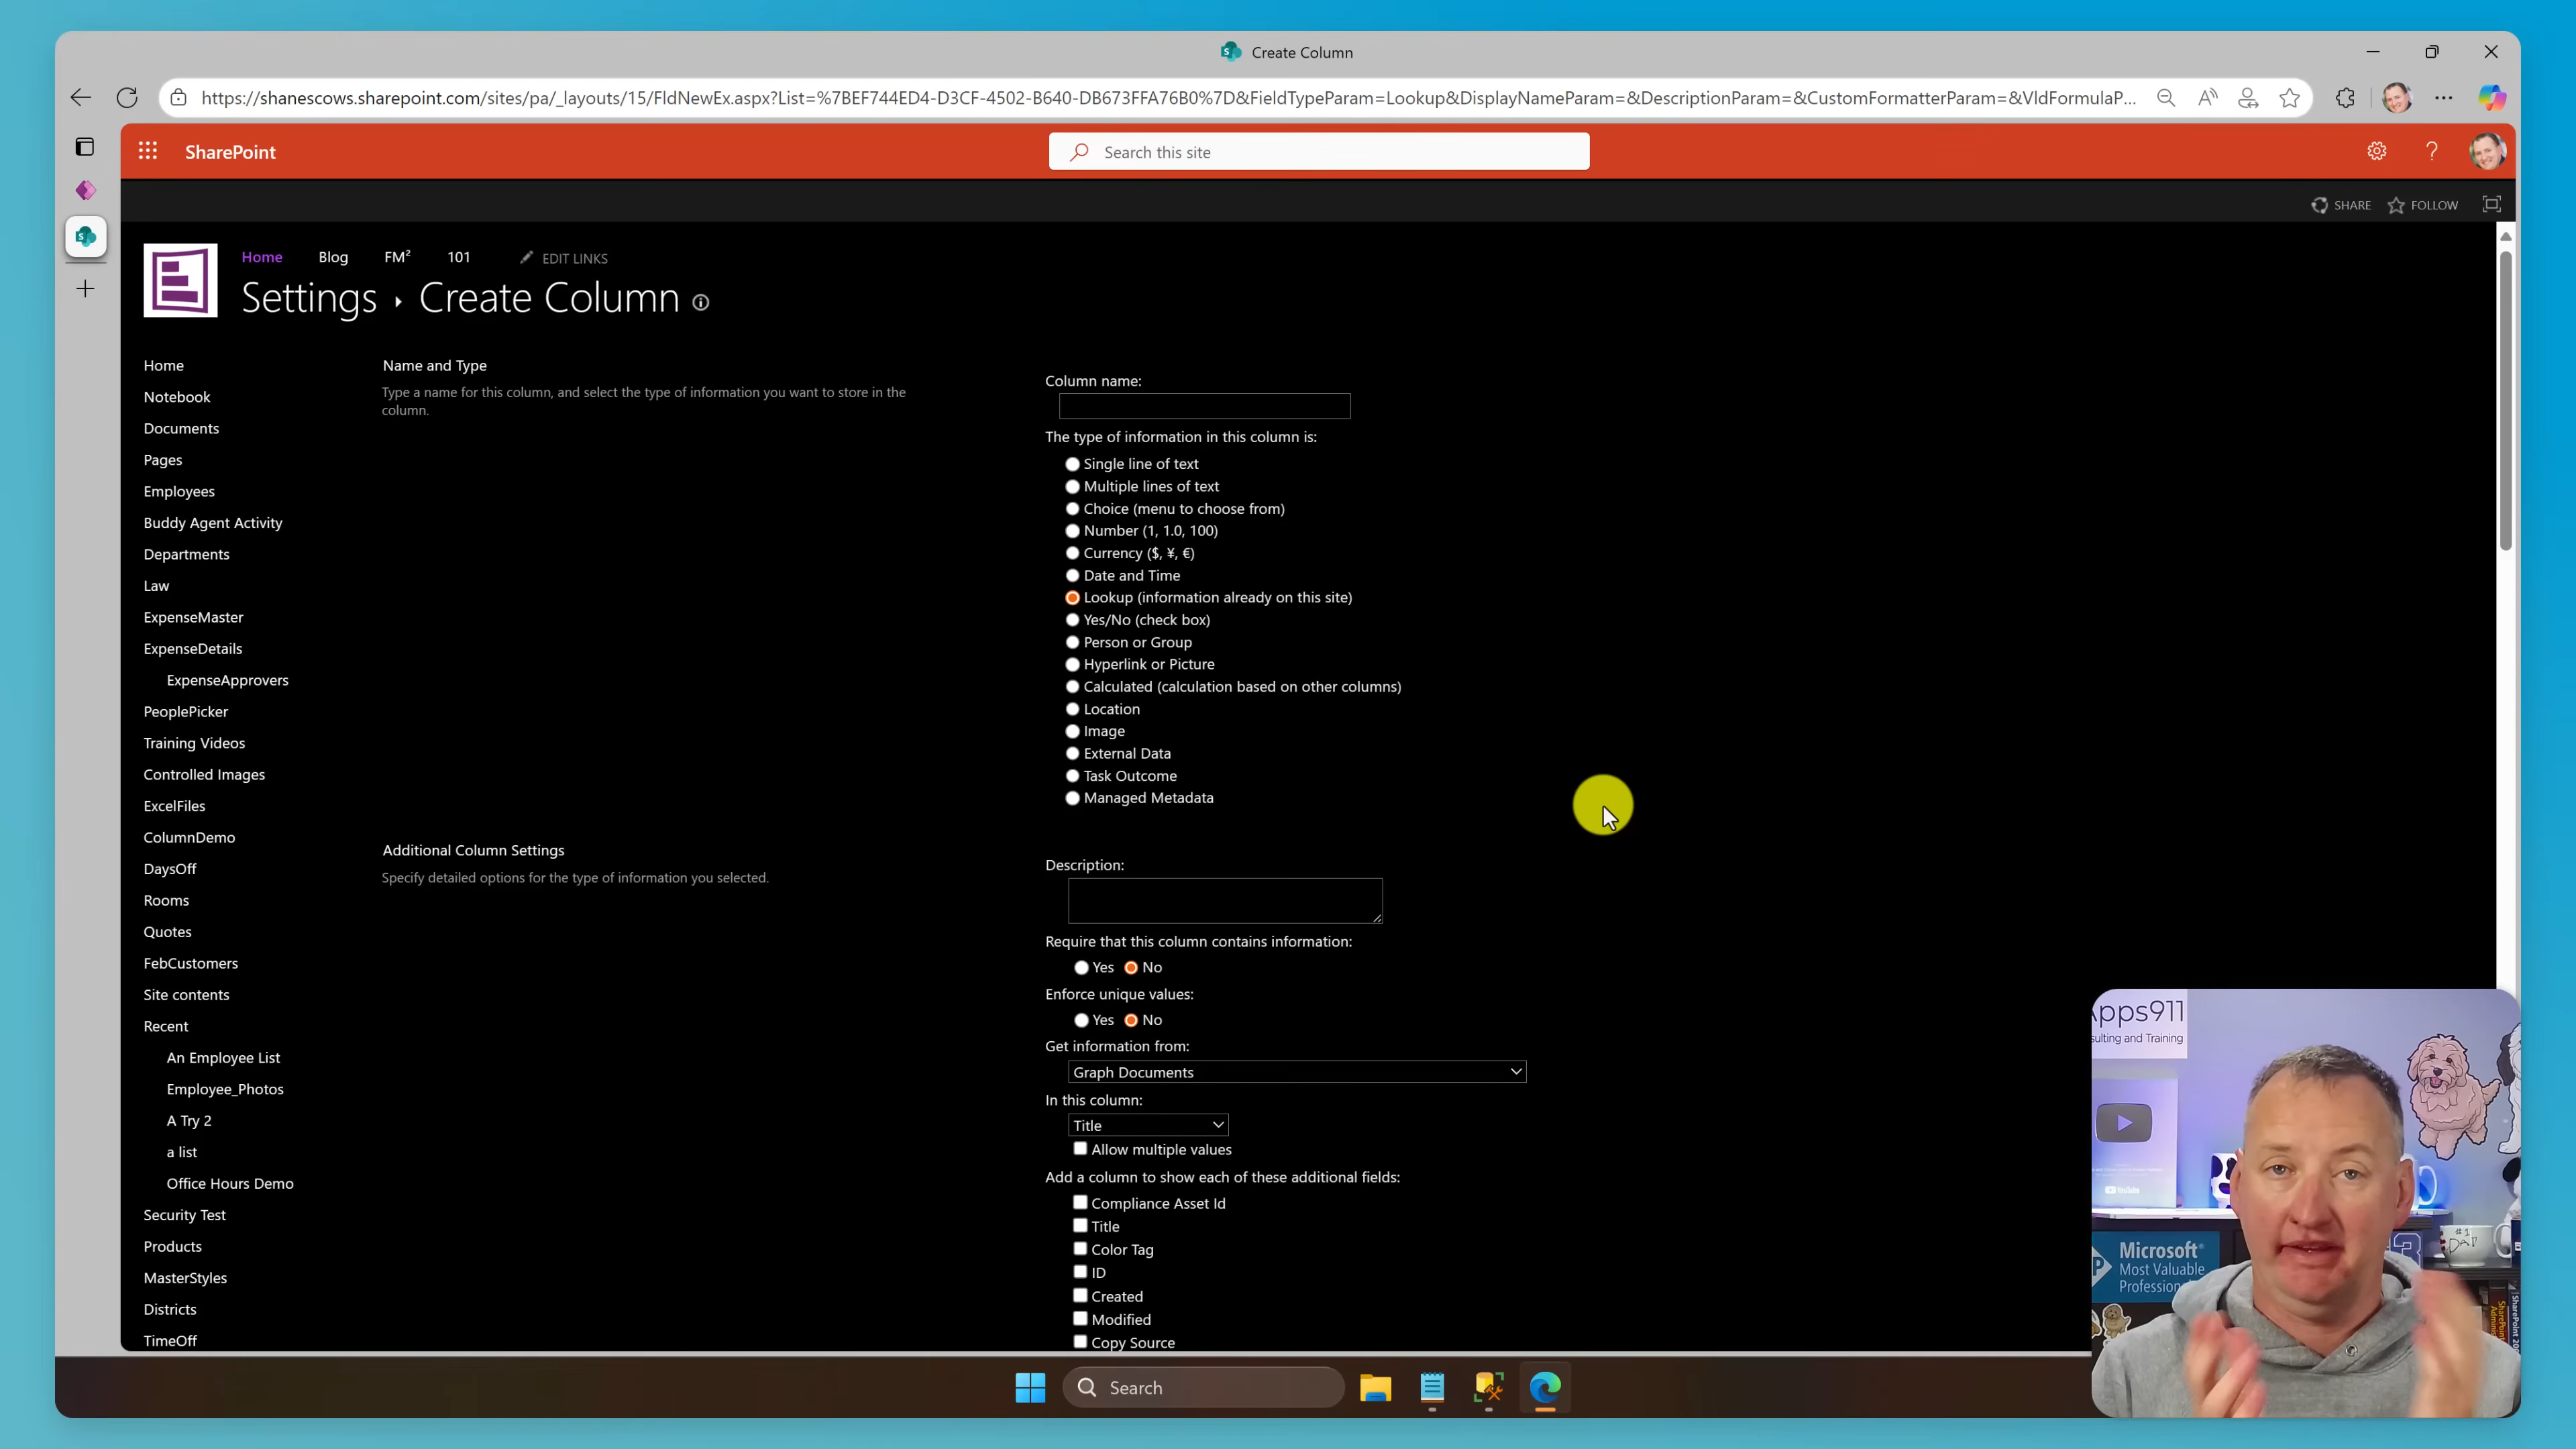 Create Column
https://shanescows.sharepoint.com/sites/pa/_layouts/15/FldNewEx.aspx?List=%7BEF744ED4-D3CF-4502-B640-DB673FFA76B0%7D&FieldTypeParam=Lookup&DisplayNameParam=&DescriptionParam=&CustomFormatterParam=&VldFormulaP...
SharePoint
Search this site
SHARE
FOLLOW
Home
Blog
FM²
101
EDIT LINKS
Settings ▸ Create Column
Home
Notebook
Documents
Pages
Employees
Buddy Agent Activity
Departments
Law
ExpenseMaster
ExpenseDetails
ExpenseApprovers
PeoplePicker
Training Videos
Controlled Images
ExcelFiles
ColumnDemo
DaysOff
Rooms
Quotes
FebCustomers
Site contents
Recent
An Employee List
Employee_Photos
A Try 2
a list
Office Hours Demo
Security Test
Products
MasterStyles
Districts
TimeOff
Name and Type
Type a name for this column, and select the type of information you want to store in the
column.
Additional Column Settings
Specify detailed options for the type of information you selected.
Column name:
The type of information in this column is:
Single line of text
Multiple lines of text
Choice (menu to choose from)
Number (1, 1.0, 100)
Currency ($, ¥, €)
Date and Time
Lookup (information already on this site)
Yes/No (check box)
Person or Group
Hyperlink or Picture
Calculated (calculation based on other columns)
Location
Image
External Data
Task Outcome
Managed Metadata
Description:
Require that this column contains information:
Yes No
Enforce unique values:
Yes No
Get information from:
Graph Documents
In this column:
Title
Allow multiple values
Add a column to show each of these additional fields:
Compliance Asset Id
Title
Color Tag
ID
Created
Modified
Copy Source
Apps911
sulting and Training
YouTube
Microsoft®
Most Valuable
Profession
#1
Search